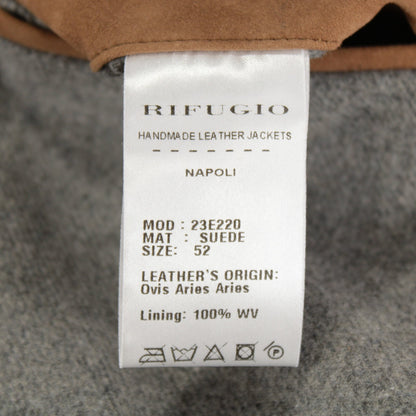 RIFUGIO
HANDMADE LEATHER JACKETS
- - - - - - -
NAPOLI
MOD : 23E220
MAT : SUEDE
SIZE: 52
LEATHER'S ORIGIN:
Ovis Aries Aries
Lining: 100% WV
P